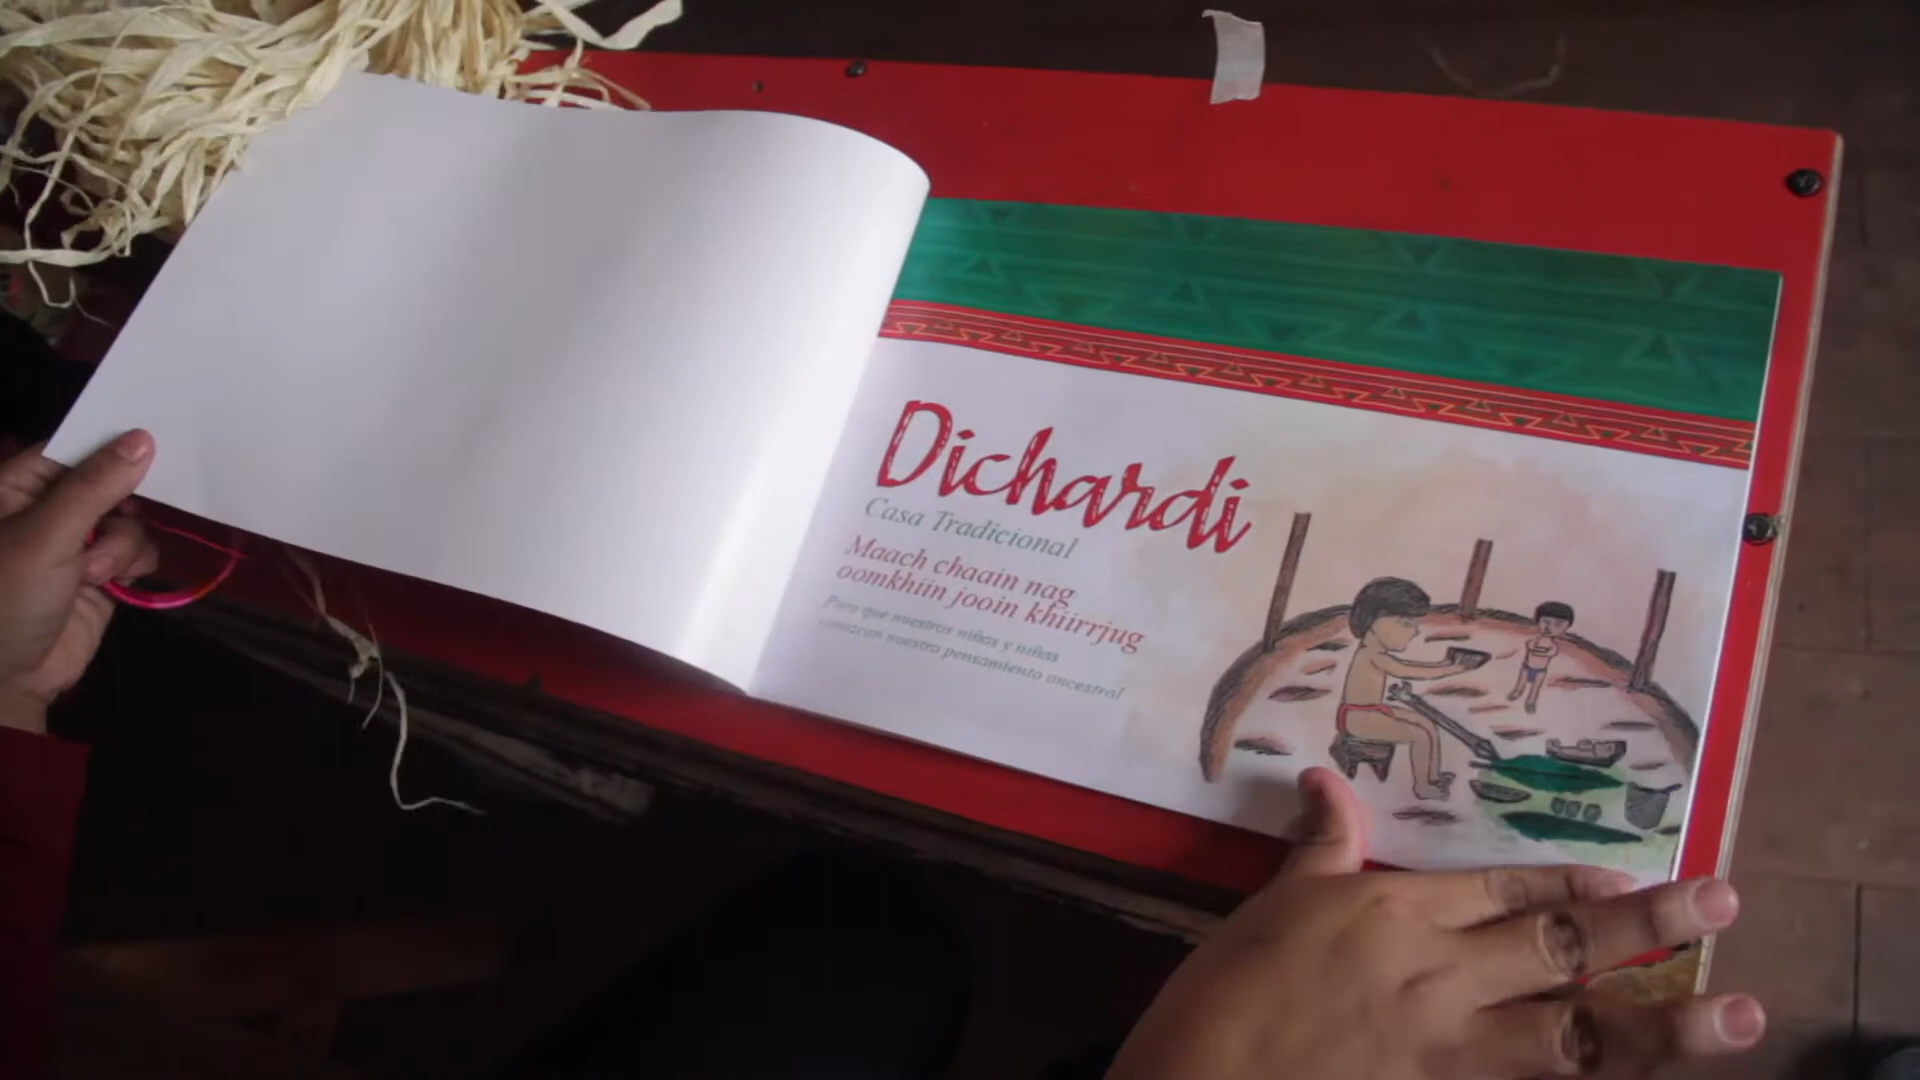 Dichardi
Casa Tradicional
Maach chaain nag
oomkhiin jooin khiirrjug
Para que nuestros niños y niñas
conozcan nuestro pensamiento ancestral